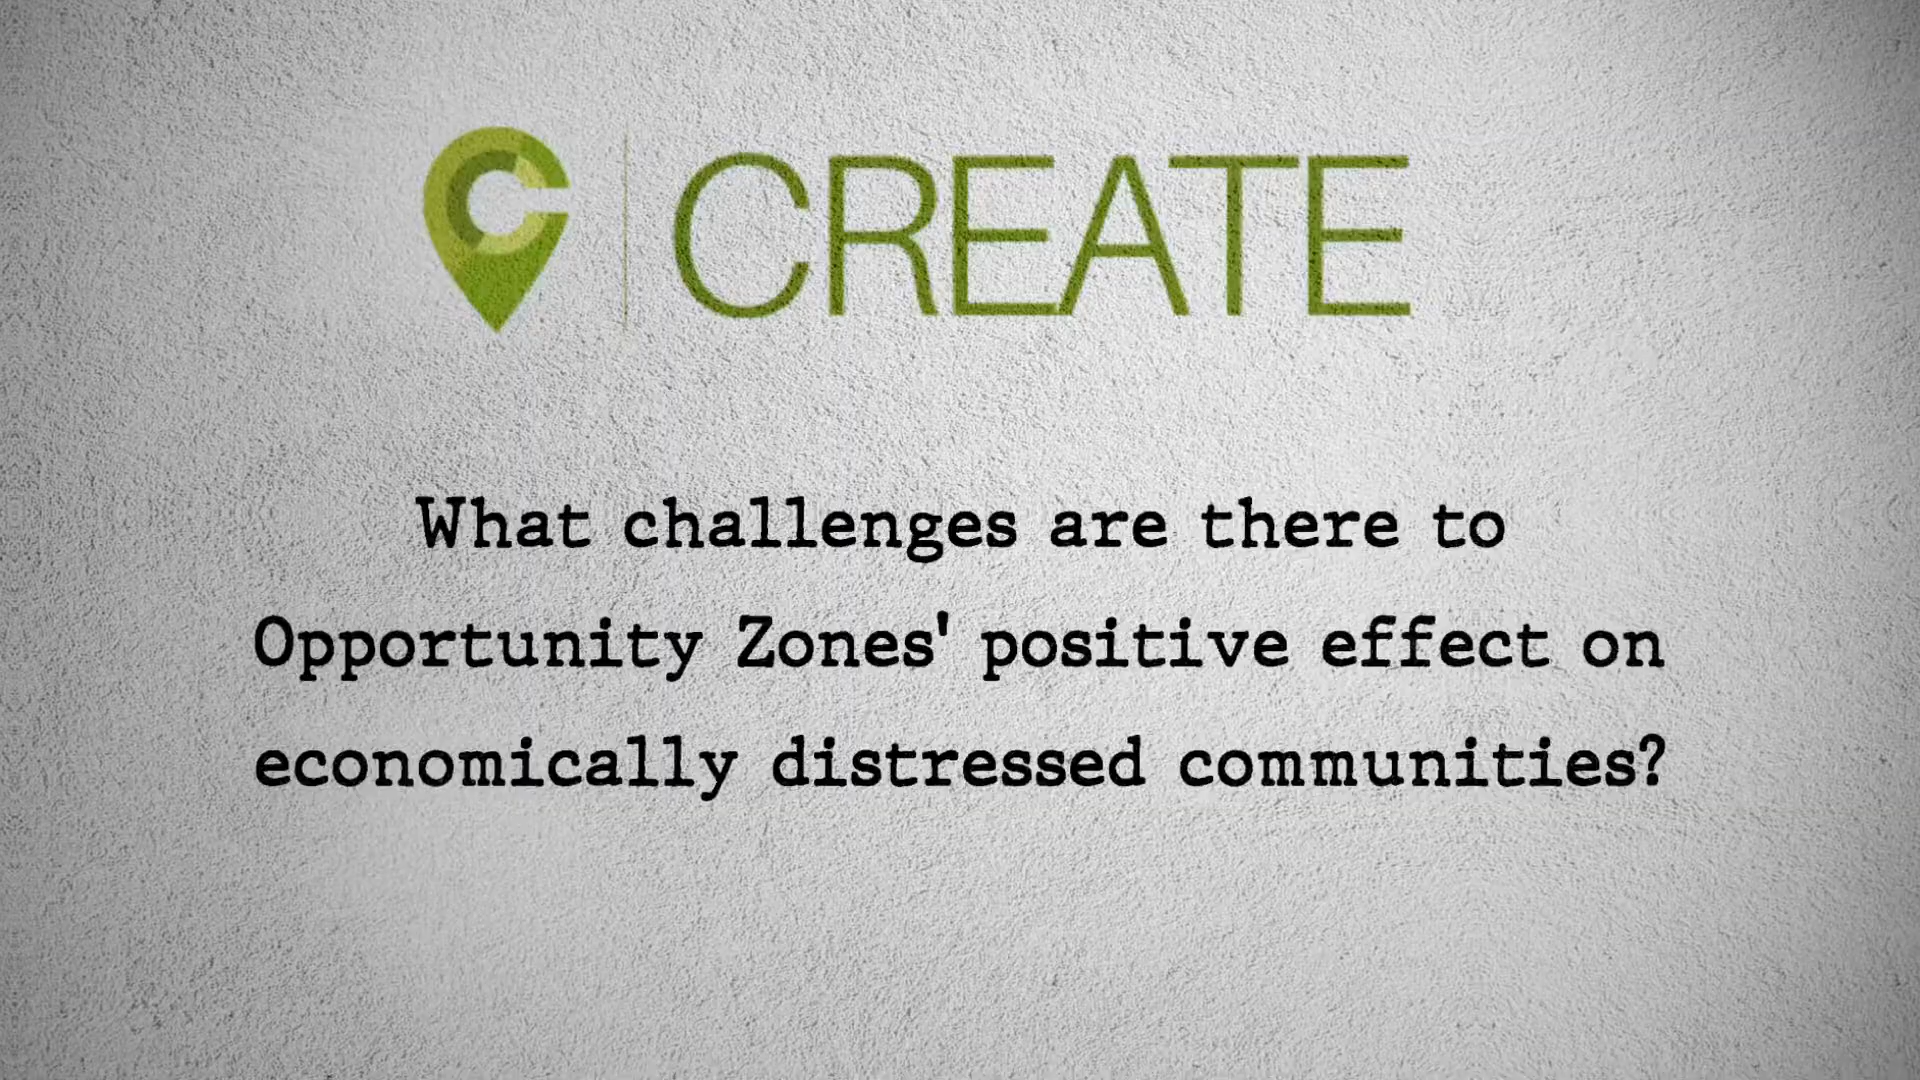 CREATE
What challenges are there to
Opportunity Zones' positive effect on
economically distressed communities?